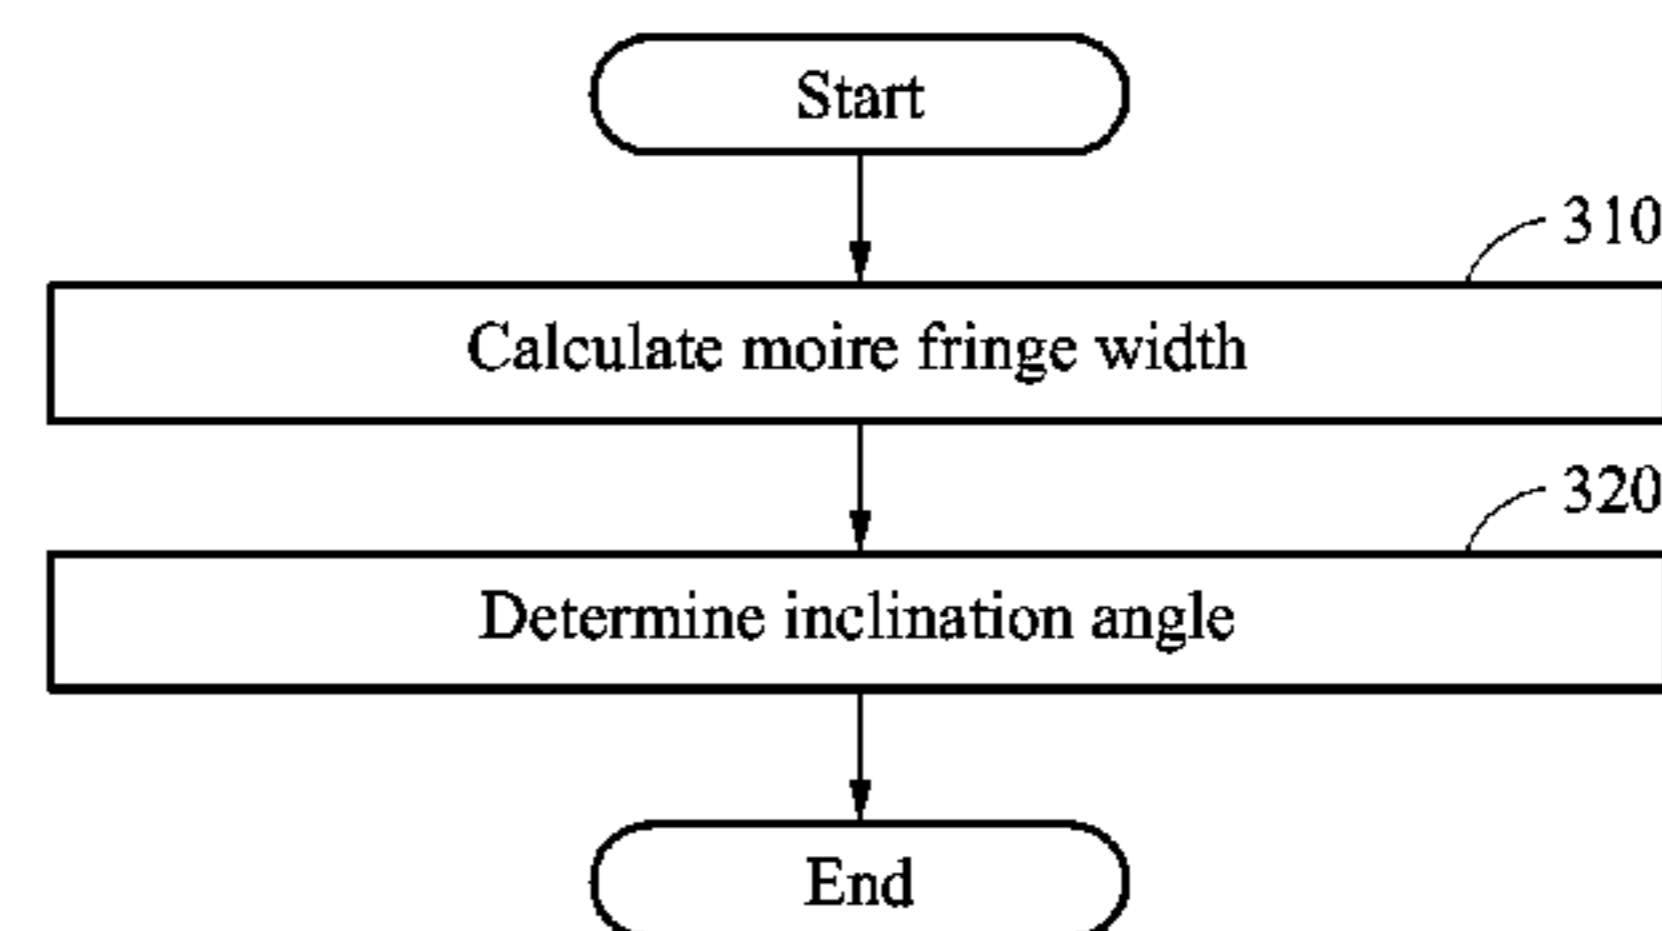 Start
310
Calculate moire fringe width
320
Determine inclination angle
End